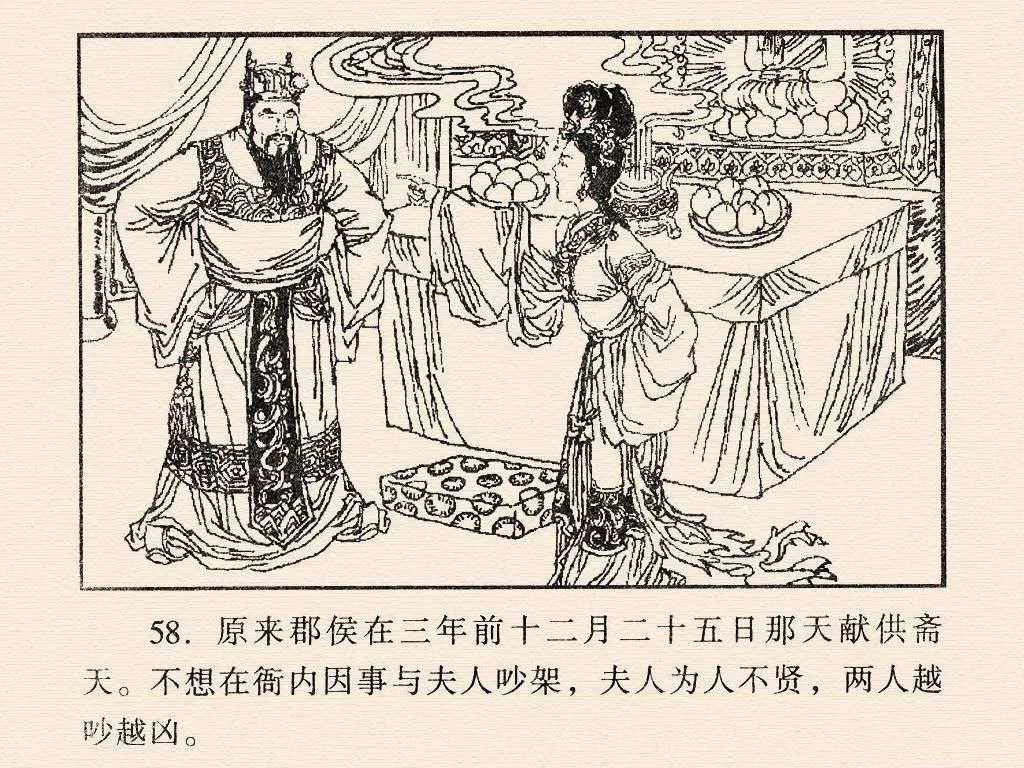 58. 原来郡侯在三年前十二月二十五日那天献供斋
天。不想在衙内因事与夫人吵架，夫人为人不贤，两人越
吵越凶。